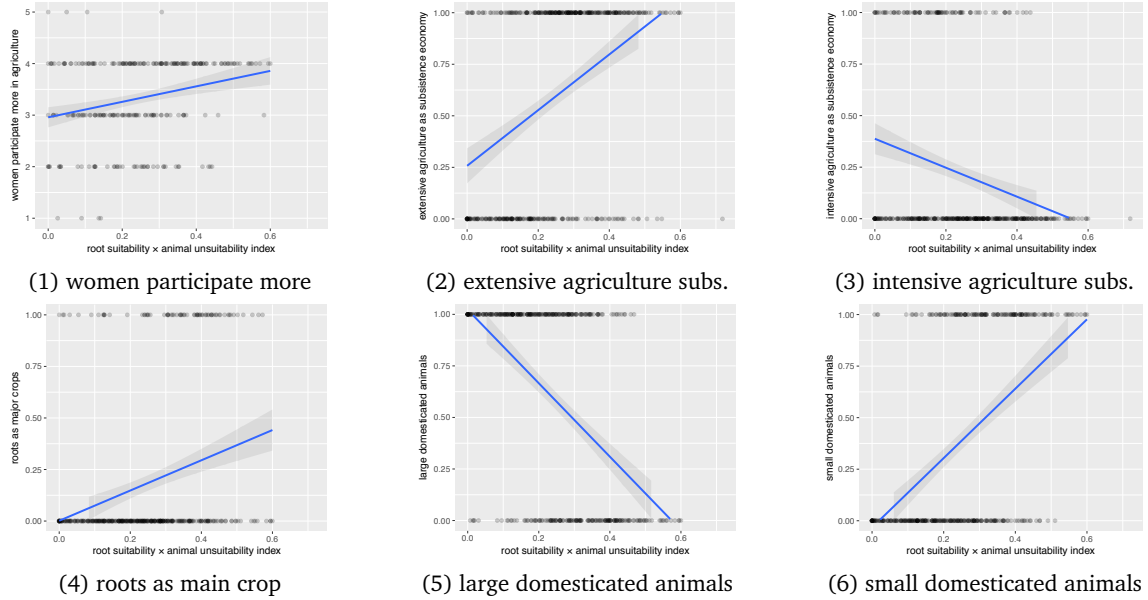 5
4
3
2
1
women participate more in agriculture
0.0 0.2 0.4 0.6
root suitability × animal unsuitability index
(1) women participate more
1.00
0.75
0.50
0.25
0.00
extensive agriculture as subsistence economy
0.0 0.2 0.4 0.6
root suitability × animal unsuitability index
(2) extensive agriculture subs.
1.00
0.75
0.50
0.25
0.00
intensive agriculture as subsistence economy
0.0 0.2 0.4 0.6
root suitability × animal unsuitability index
(3) intensive agriculture subs.
1.00
0.75
0.50
0.25
0.00
roots as major crops
0.0 0.2 0.4 0.6
root suitability × animal unsuitability index
(4) roots as main crop
1.00
0.75
0.50
0.25
0.00
large domesticated animals
0.0 0.2 0.4 0.6
root suitability × animal unsuitability index
(5) large domesticated animals
1.00
0.75
0.50
0.25
0.00
small domesticated animals
0.0 0.2 0.4 0.6
root suitability × animal unsuitability index
(6) small domesticated animals